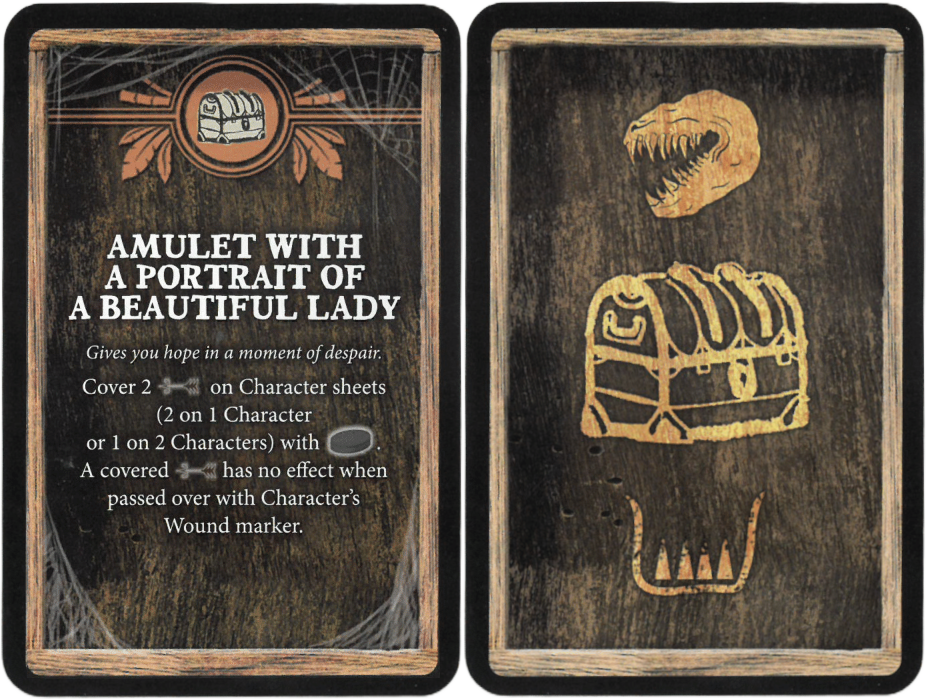 AMULET WITH
A PORTRAIT OF
A BEAUTIFUL LADY
Gives you hope in a moment of despair.
Cover 2 on Character sheets
(2 on 1 Character
or 1 on 2 Characters) with .
A covered has no effect when
passed over with Character's
Wound marker.